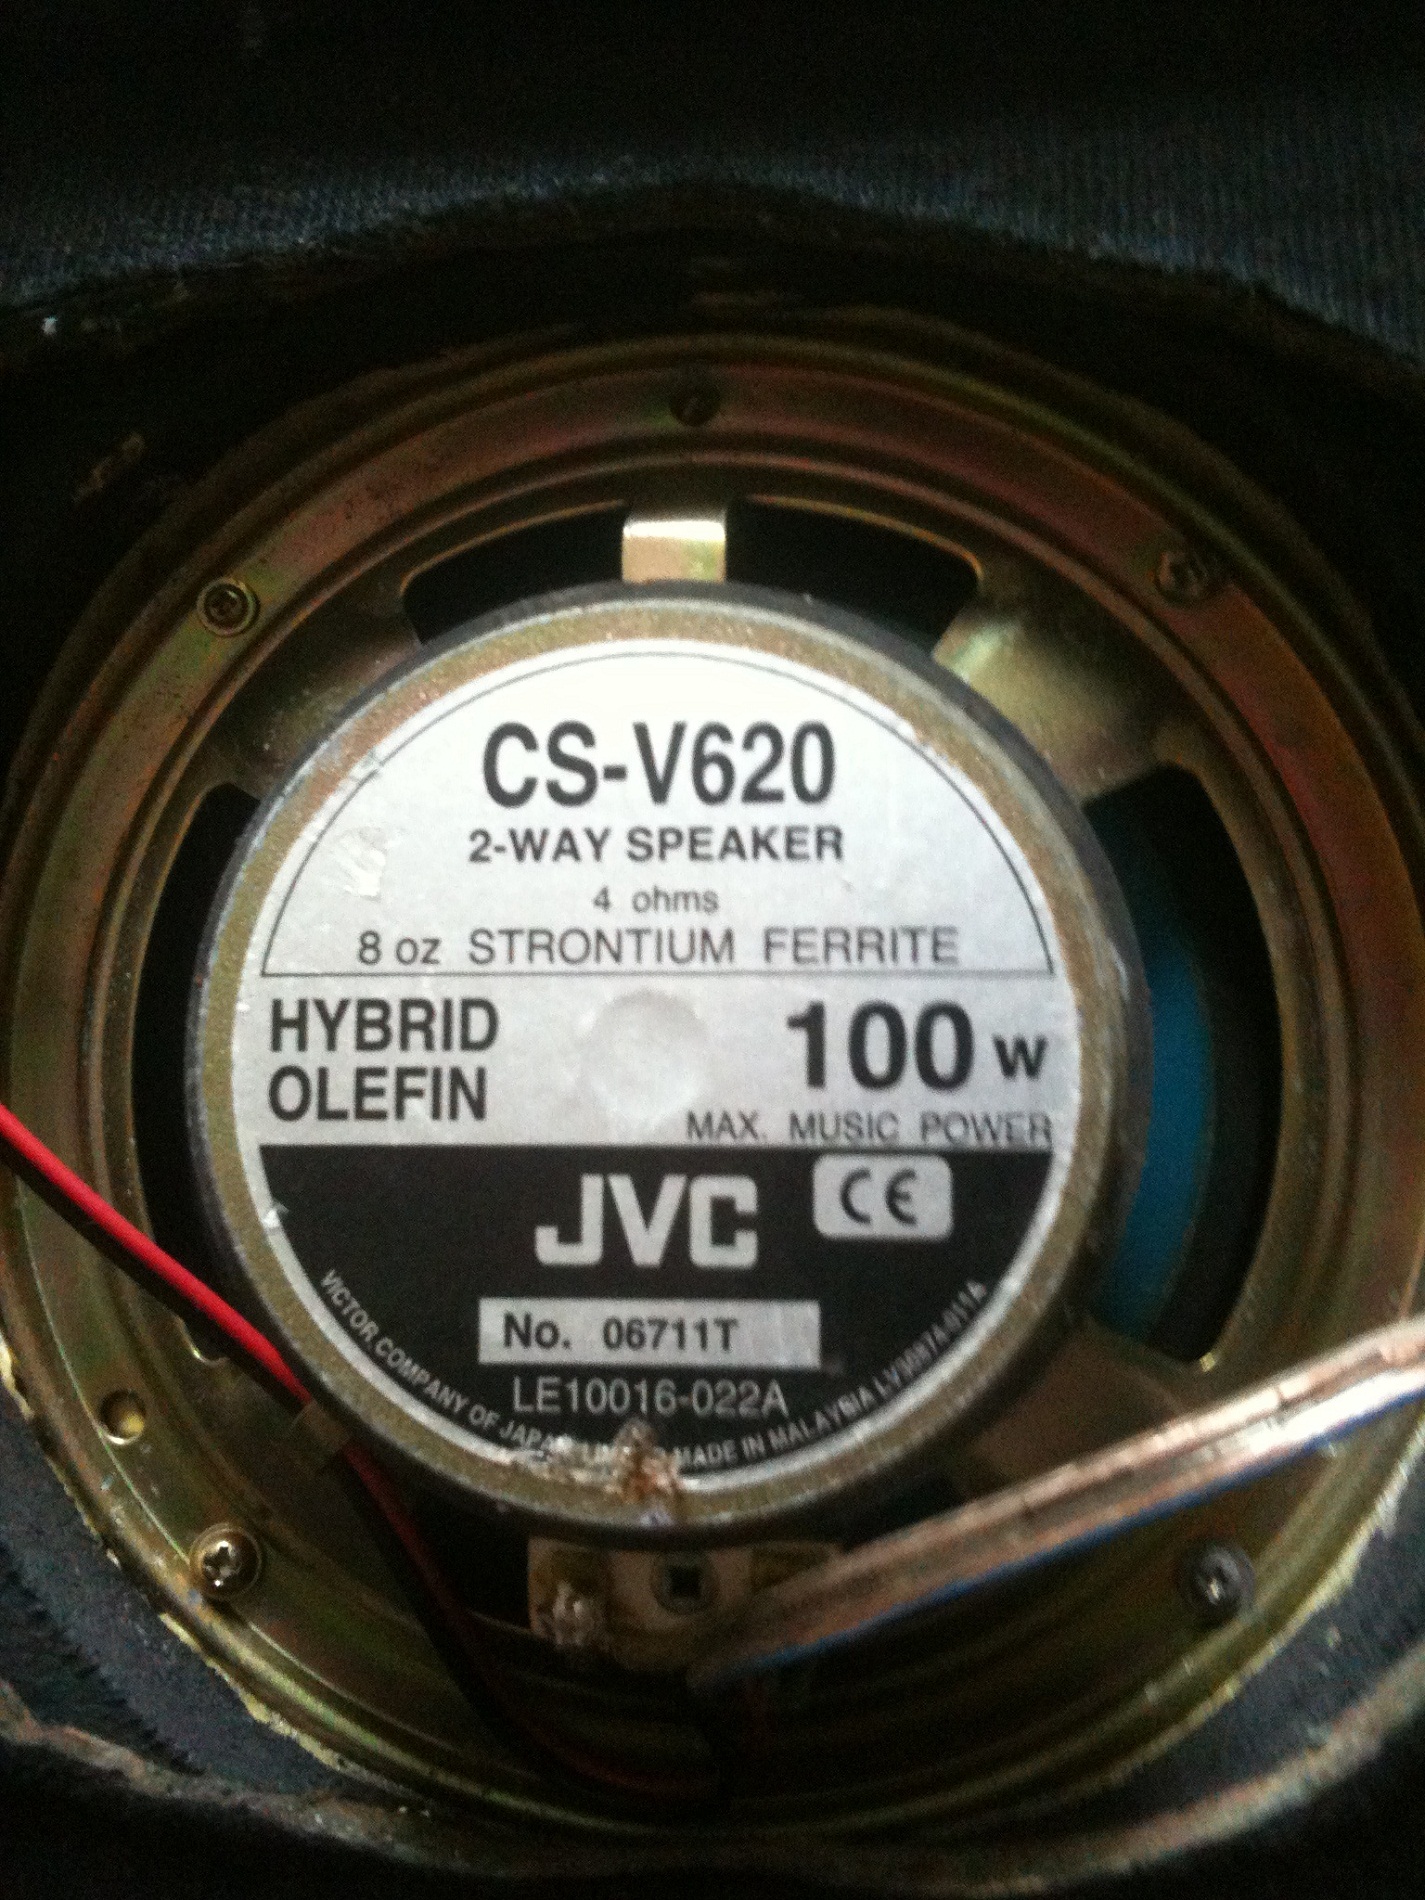 CS-V620
2-WAY SPEAKER
4 ohms
8 oz STRONTIUM FERRITE
HYBRID
OLEFIN
100 W
MAX. MUSIC POWER
JVC
CE
No. 06711T
LE10016-022A
VICTOR COMPANY OF JAPAN, MADE IN MALAYSIA